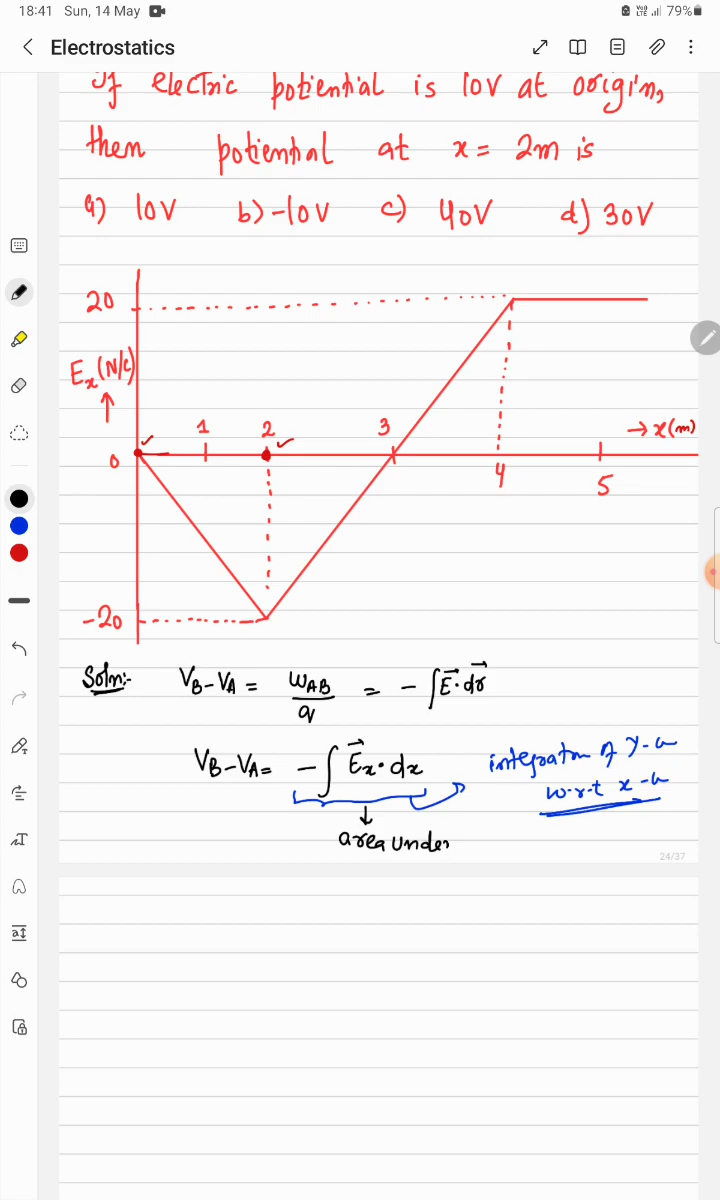 18:41 Sun, 14 May
79%
Electrostatics
If electric potential is 10V at origin,
then potential at x = 2m is
a) 10V b) -10V c) 40V d) 30V
20
Ex(N/C)
↑
1 2 3
→ x(m)
0
4
5
-20
Soln:- VB-VA = WAB/q = - ∫E⃗·dr⃗
VB-VA = - ∫E⃗x·dx
integration of y-a
w.r.t x-a
↓
area under
24/37